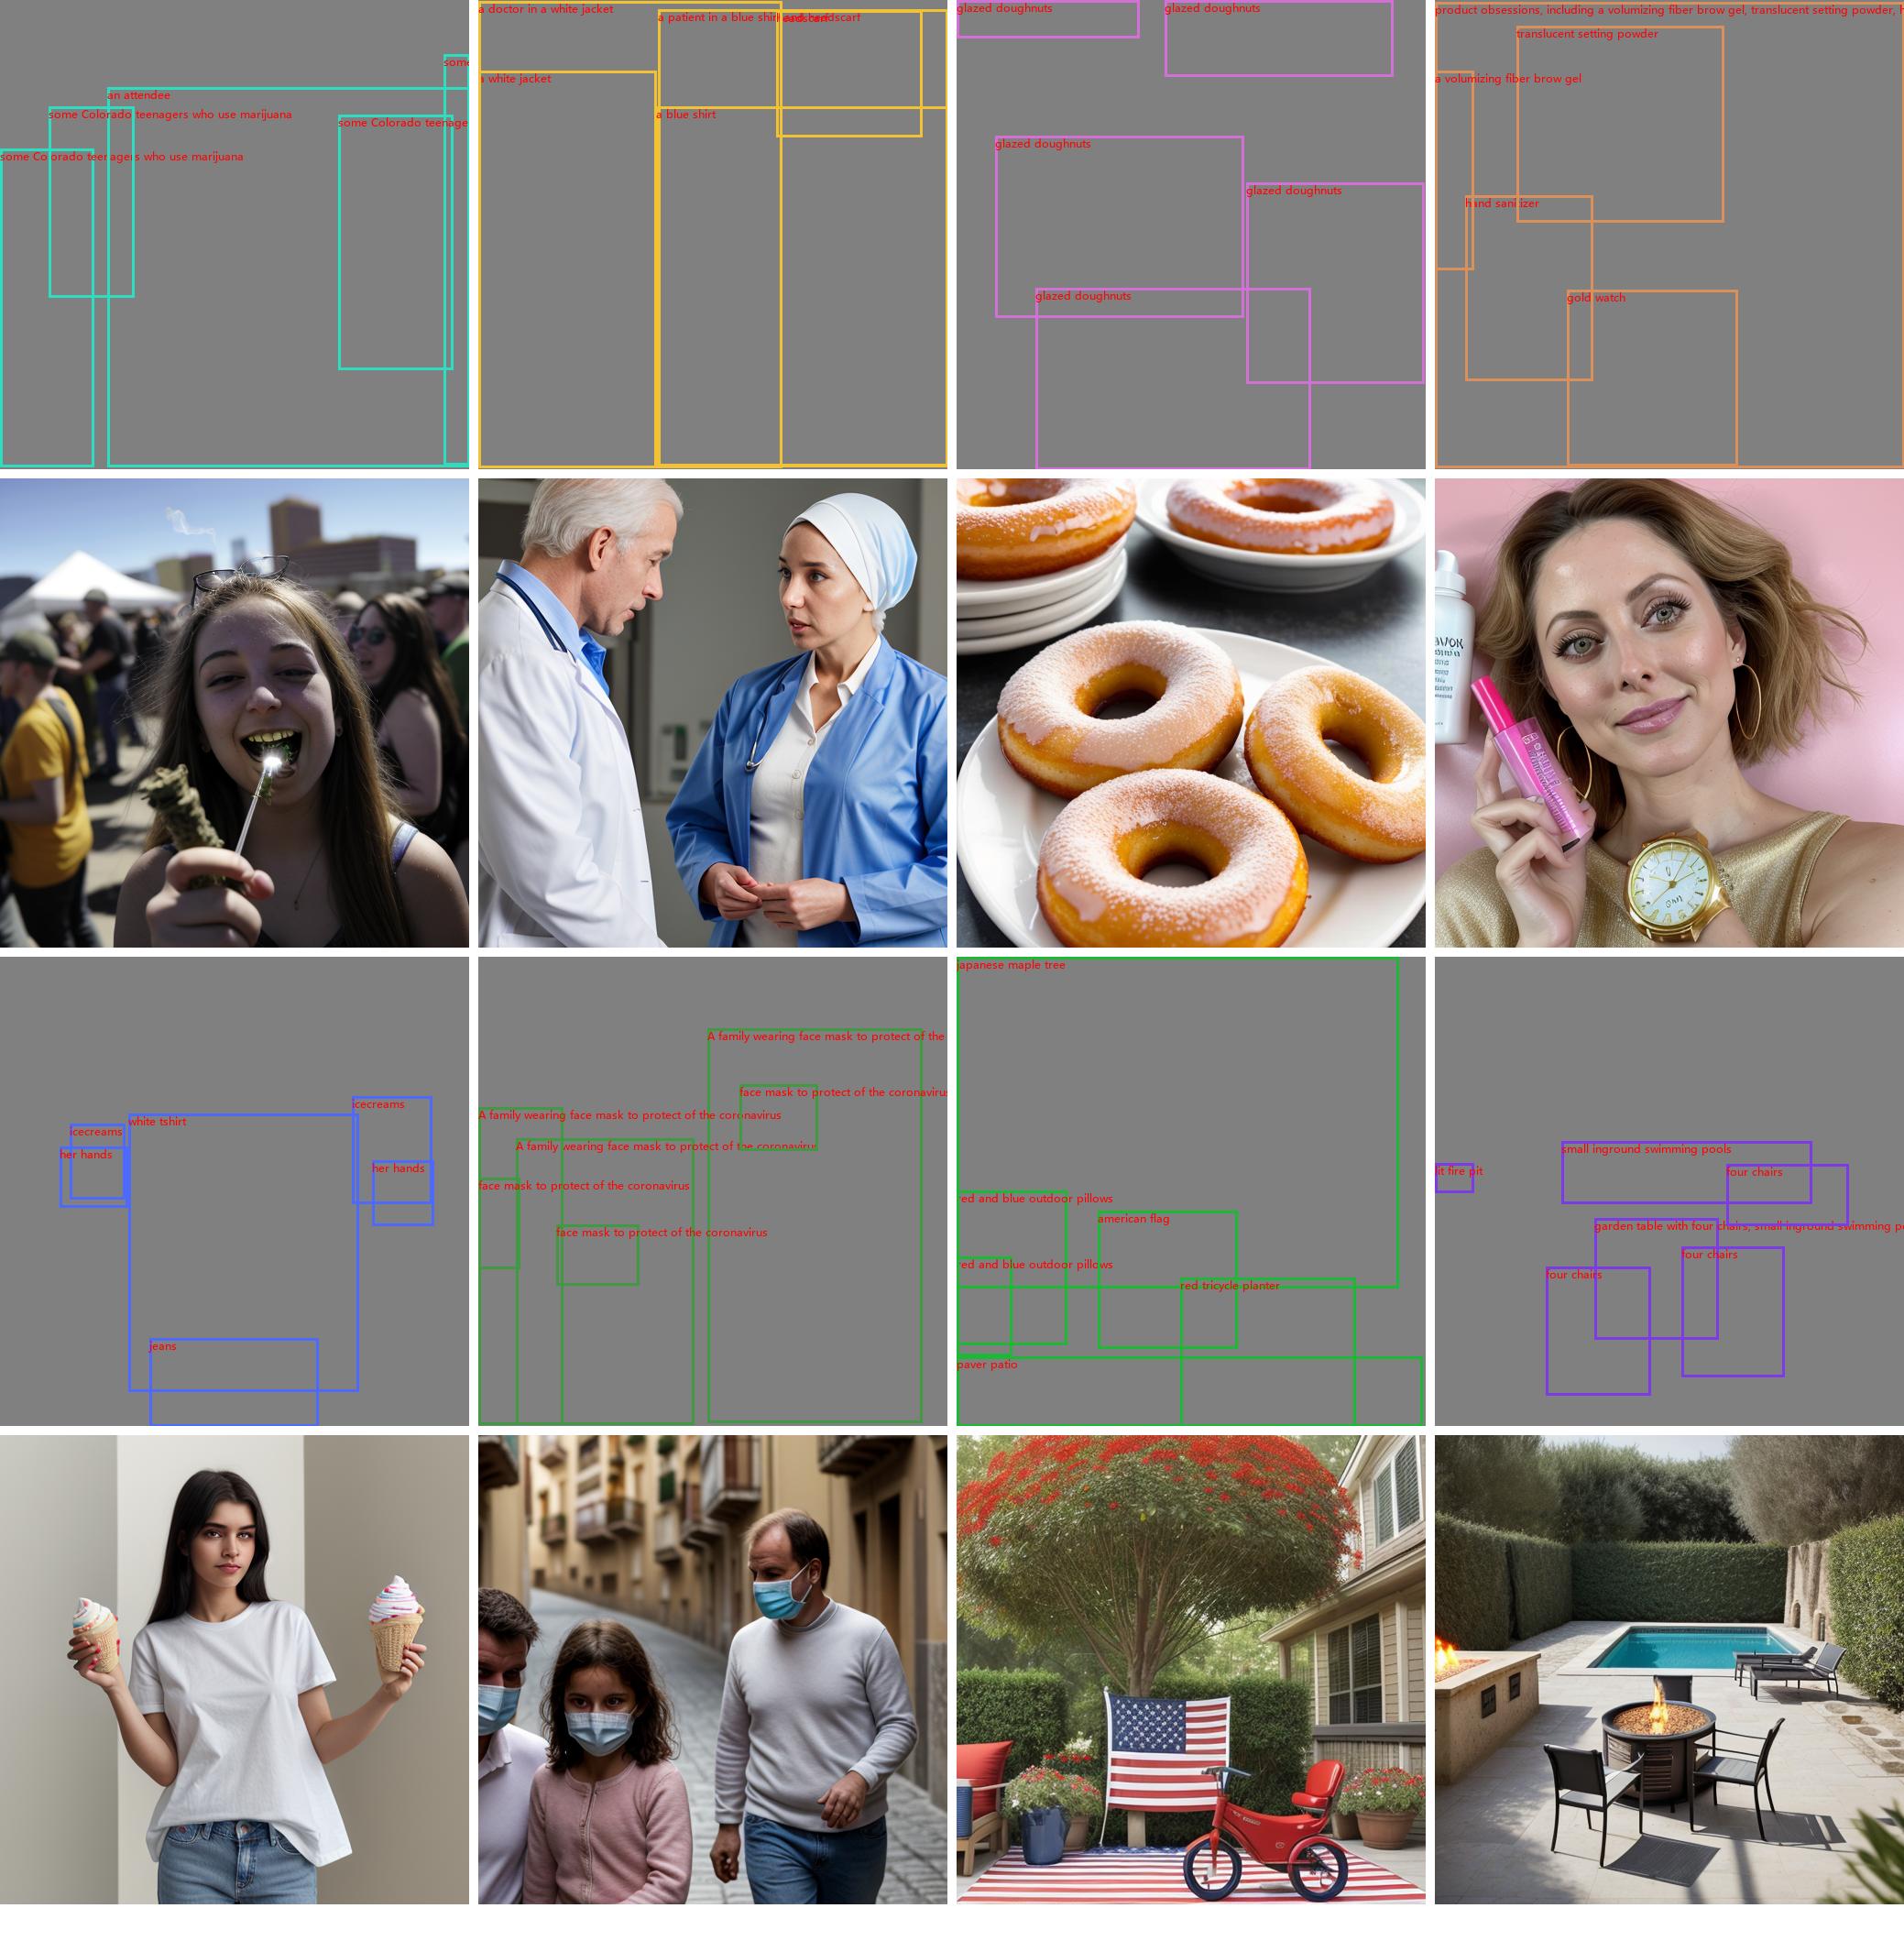 some
an attendee
some Colorado teenagers who use marijuana
some Colorado teenage
some Colorado teenagers who use marijuana
a doctor in a white jacket
a patient in a blue shirt and headscarf
headscarf
a white jacket
a blue shirt
glazed doughnuts
glazed doughnuts
glazed doughnuts
glazed doughnuts
glazed doughnuts
product obsessions, including a volumizing fiber brow gel, translucent setting powder, h
translucent setting powder
a volumizing fiber brow gel
hand sanitizer
gold watch
icecreams
white tshirt
icecreams
her hands
her hands
jeans
A family wearing face mask to protect of the
face mask to protect of the coronavirus
A family wearing face mask to protect of the coronavirus
A family wearing face mask to protect of the coronavirus
face mask to protect of the coronavirus
face mask to protect of the coronavirus
japanese maple tree
red and blue outdoor pillows
american flag
red and blue outdoor pillows
red tricycle planter
paver patio
small inground swimming pools
lit fire pit
four chairs
garden table with four chairs, small inground swimming po
four chairs
four chairs